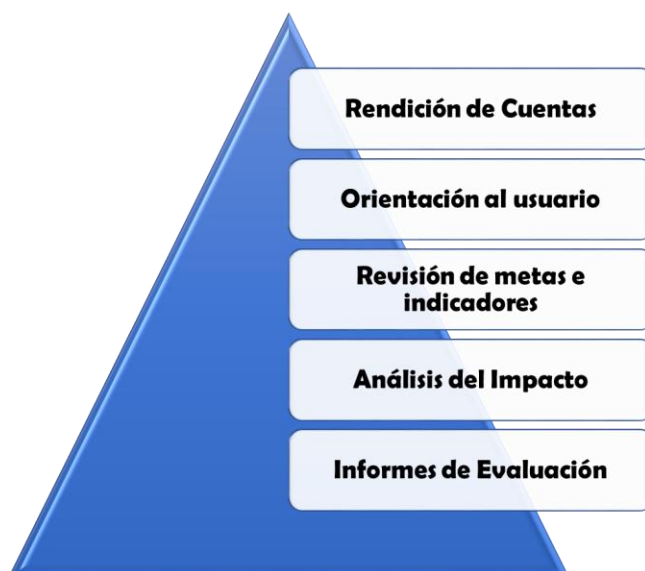 Rendición de Cuentas
Orientación al usuario
Revisión de metas e
indicadores
Análisis del Impacto
Informes de Evaluación